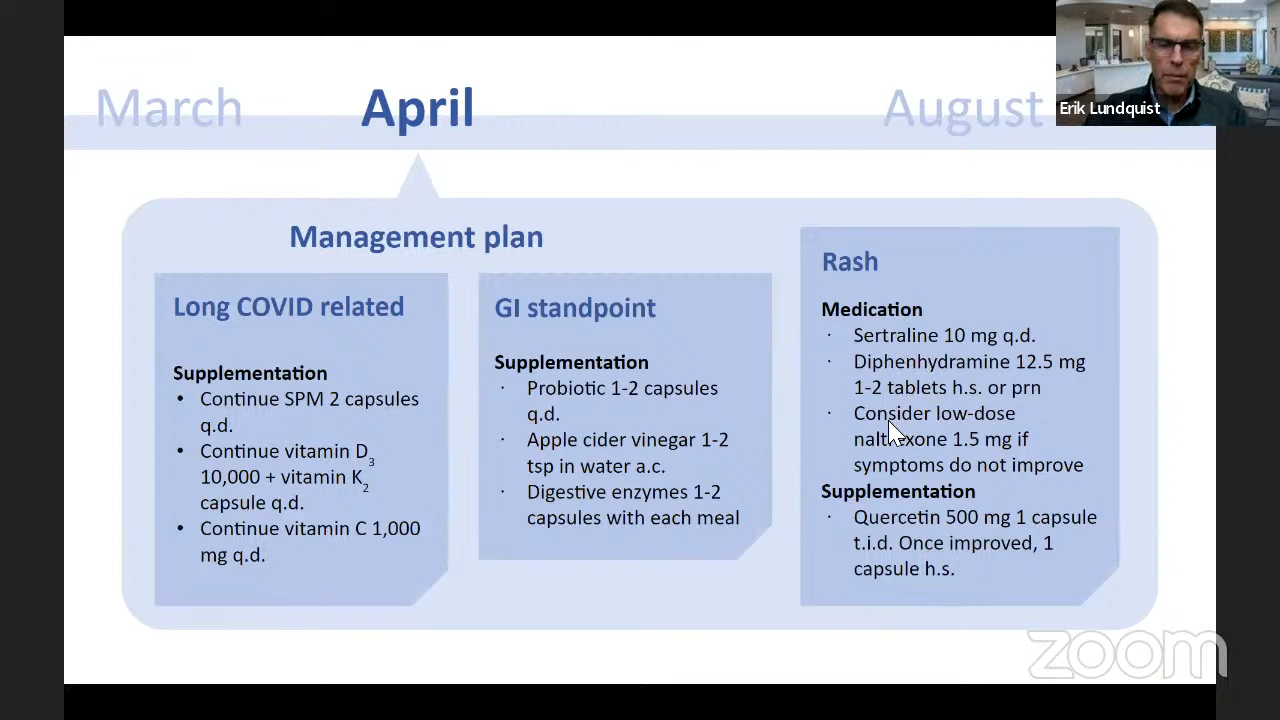 March
April
August
Erik Lundquist
Management plan
Long COVID related
Supplementation
• Continue SPM 2 capsules
q.d.
• Continue vitamin D3
10,000 + vitamin K2
capsule q.d.
• Continue vitamin C 1,000
mg q.d.
GI standpoint
Supplementation
· Probiotic 1-2 capsules
q.d.
· Apple cider vinegar 1-2
tsp in water a.c.
· Digestive enzymes 1-2
capsules with each meal
Rash
Medication
· Sertraline 10 mg q.d.
· Diphenhydramine 12.5 mg
1-2 tablets h.s. or prn
· Consider low-dose
naltrexone 1.5 mg if
symptoms do not improve
Supplementation
· Quercetin 500 mg 1 capsule
t.i.d. Once improved, 1
capsule h.s.
zoom